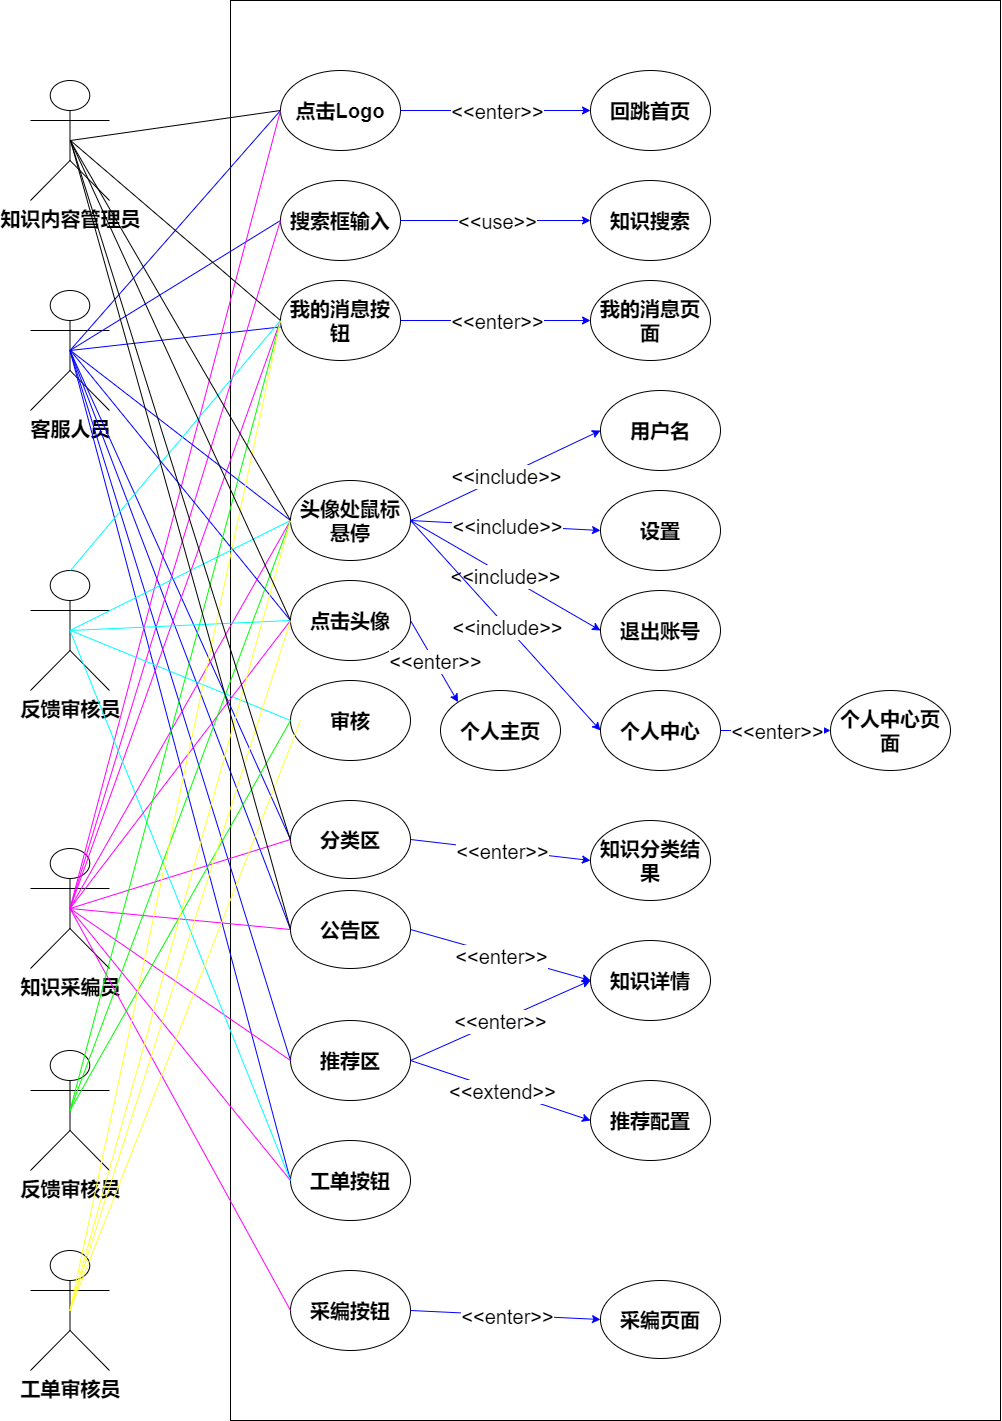 点击Logo
<<enter>>
回跳首页
知识内容管理员
搜索框输入
<<use>>
知识搜索
我的消息按
钮
<<enter>>
我的消息页
面
客服人员
用户名
<<include>>
头像处鼠标
悬停
<<include>>
设置
<<include>>
点击头像
<<include>>
退出账号
<<enter>>
反馈审核员
审核
个人主页
个人中心
<<enter>>
个人中心页
面
分类区
<<enter>>
知识分类结
果
公告区
<<enter>>
知识详情
知识采编员
<<enter>>
推荐区
<<extend>>
推荐配置
反馈审核员
工单按钮
采编按钮
<<enter>>
采编页面
工单审核员